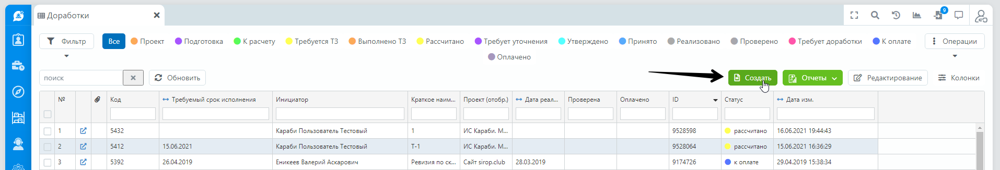 Доработки
9
Фильтр Все Проект Подготовка К расчету Требуется ТЗ Выполнено ТЗ Рассчитано Требует уточнения Утверждено Принято Реализовано Проверено Требует доработки К оплате Операции
Оплачено
поиск Обновить Создать Отчеты Редактирование Колонки
№ Код Требуемый срок исполнения Инициатор Краткое наим... Проект (отобр.) Дата реал... Проверена Оплачено ID Статус Дата изм.
1 5432 Караби Пользователь Тестовый 1 ИС Караби. М... 9528598 рассчитано 16.06.2021 19:44:43
2 5412 15.06.2021 Караби Пользователь Тестовый Т-1 ИС Караби. М... 9528064 рассчитано 15.06.2021 16:36:29
3 5392 26.04.2019 Еникеев Валерий Аскарович Ревизия по ск... Сайт sirop.club 28.03.2019 9174726 к оплате 29.04.2019 15:38:34